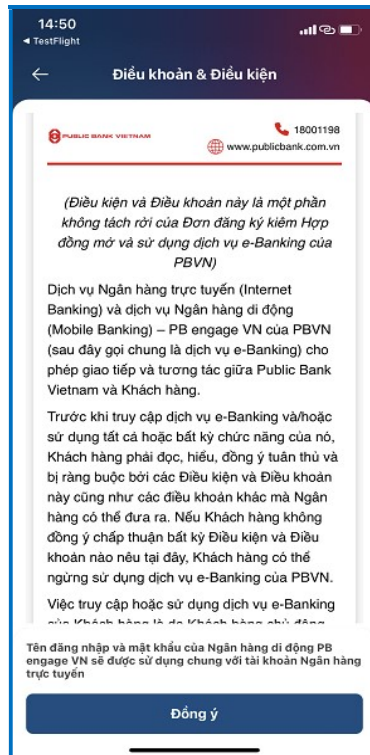 14:50
◀ TestFlight
Điều khoản & Điều kiện
PUBLIC BANK VIETNAM
18001198
www.publicbank.com.vn
(Điều kiện và Điều khoản này là một phần
không tách rời của Đơn đăng ký kiêm Hợp
đồng mở và sử dụng dịch vụ e-Banking của
PBVN)
Dịch vụ Ngân hàng trực tuyến (Internet
Banking) và dịch vụ Ngân hàng di động
(Mobile Banking) – PB engage VN của PBVN
(sau đây gọi chung là dịch vụ e-Banking) cho
phép giao tiếp và tương tác giữa Public Bank
Vietnam và Khách hàng.
Trước khi truy cập dịch vụ e-Banking và/hoặc
sử dụng tất cả hoặc bất kỳ chức năng của nó,
Khách hàng phải đọc, hiểu, đồng ý tuân thủ và
bị ràng buộc bởi các Điều kiện và Điều khoản
này cũng như các điều khoản khác mà Ngân
hàng có thể đưa ra. Nếu Khách hàng không
đồng ý chấp thuận bất kỳ Điều kiện và Điều
khoản nào nêu tại đây, Khách hàng có thể
ngừng sử dụng dịch vụ e-Banking của PBVN.
Việc truy cập hoặc sử dụng dịch vụ e-Banking
của Khách hàng là do Khách hàng chủ động
Tên đăng nhập và mật khẩu của Ngân hàng di động PB
engage VN sẽ được sử dụng chung với tài khoản Ngân hàng
trực tuyến
Đồng ý